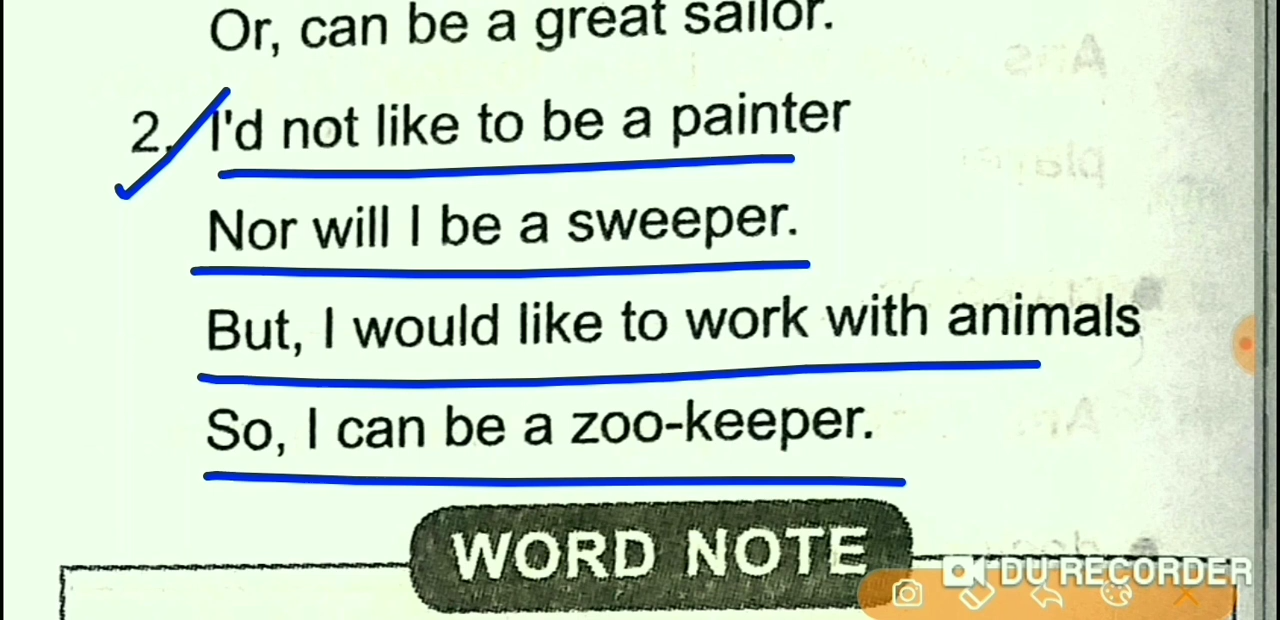 Or, can be a great sailor.
2. I'd not like to be a painter
Nor will I be a sweeper.
But, I would like to work with animals
So, I can be a zoo-keeper.
WORD NOTE
DU RECORDER